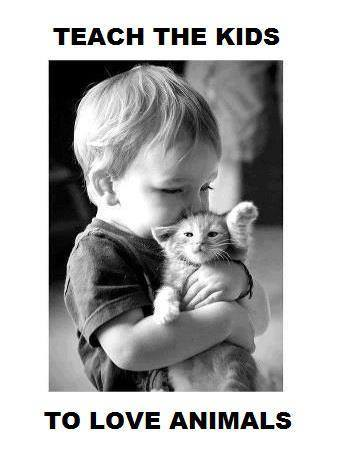 TEACH THE KIDS
TO LOVE ANIMALS